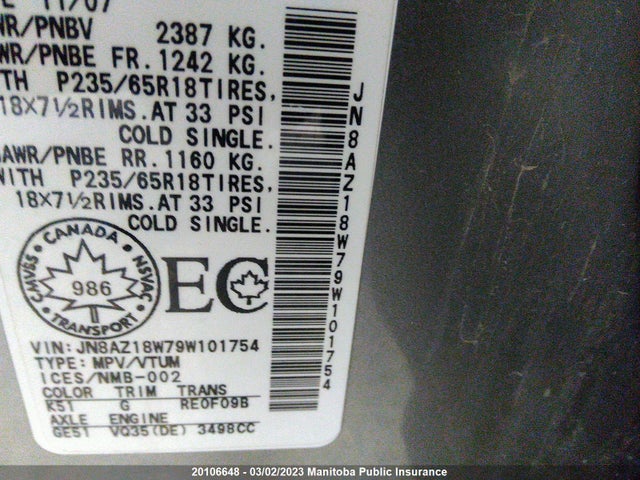 11/07
WR/PNBV 2387 KG.
AWR/PNBE FR. 1242 KG.
ITH P235/65R18TIRES,
18X7½RIMS.AT 33 PSI
COLD SINGLE.
AWR/PNBE RR. 1160 KG.
WITH P235/65R18TIRES,
18X7½RIMS.AT 33 PSI
COLD SINGLE.
CANADA
CMVSS NSVAC
986
TRANSPORT
EC
VIN: JN8AZ18W79W101754
TYPE: MPV/VTUM
ICES/NMB-002
COLOR TRIM TRANS
K51 G RE0F09B
AXLE ENGINE
GE51 VQ35(DE) 3498CC
JN8AZ18W79W101754
20106648 - 03/02/2023 Manitoba Public Insurance